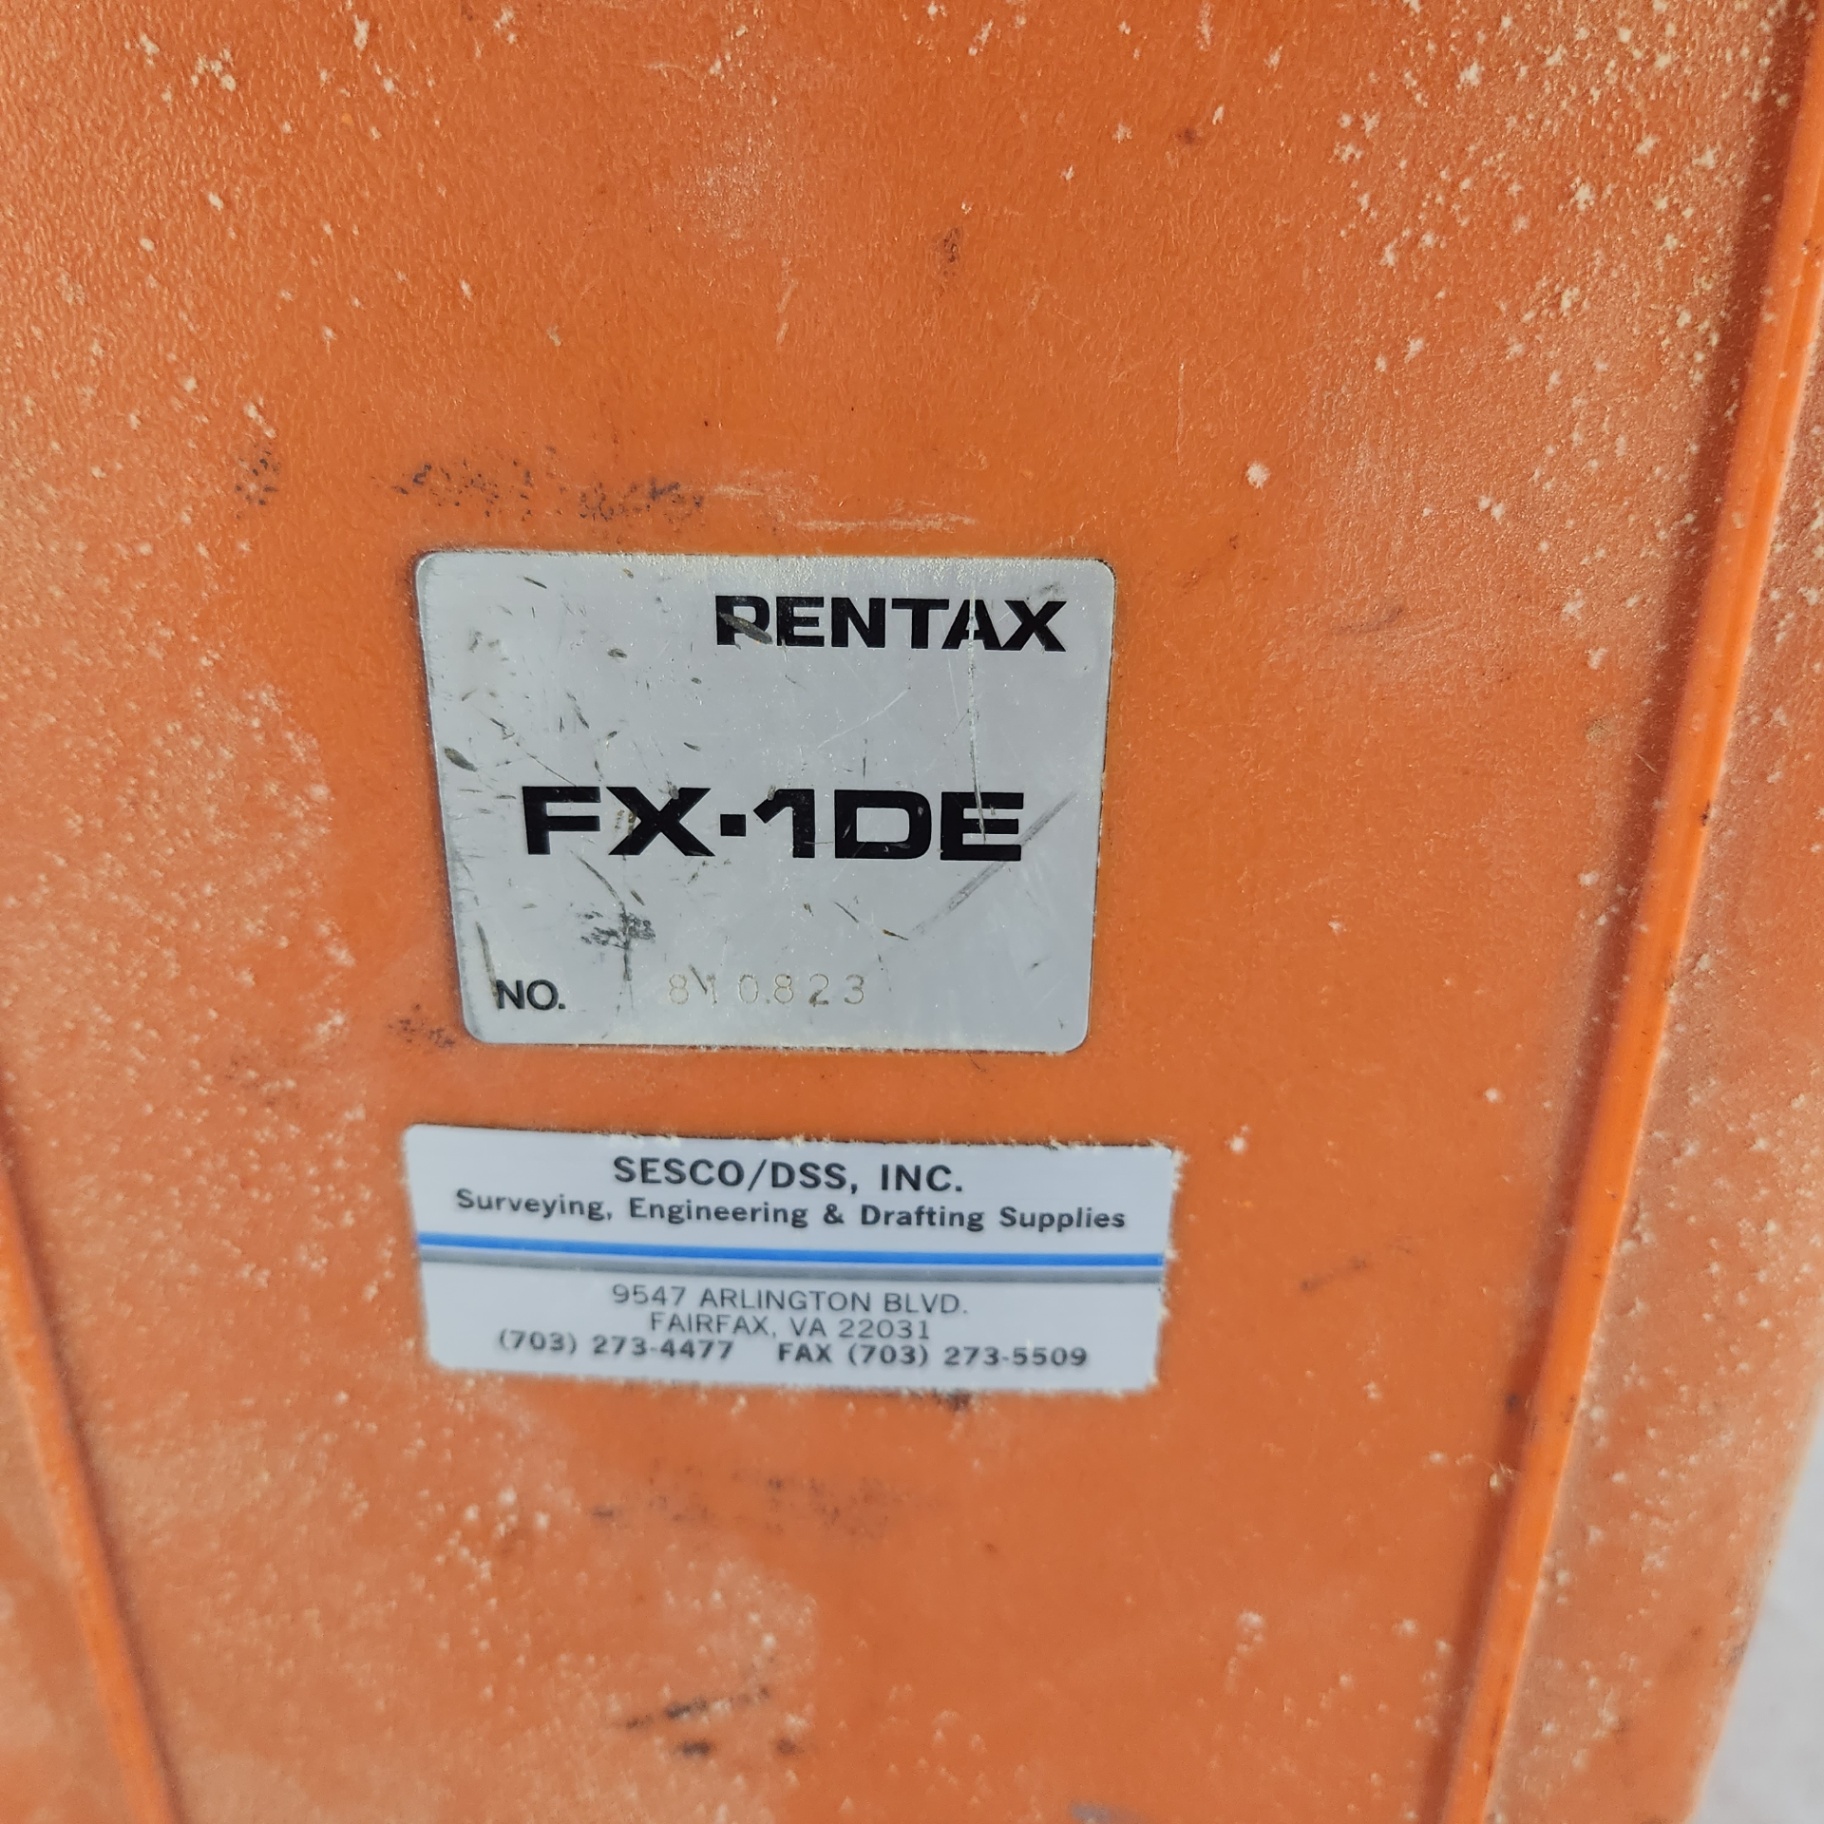 PENTAX
FX-1DE
NO. 810823
SESCO/DSS, INC.
Surveying, Engineering & Drafting Supplies
9547 ARLINGTON BLVD.
FAIRFAX, VA 22031
(703) 273-4477 FAX (703) 273-5509